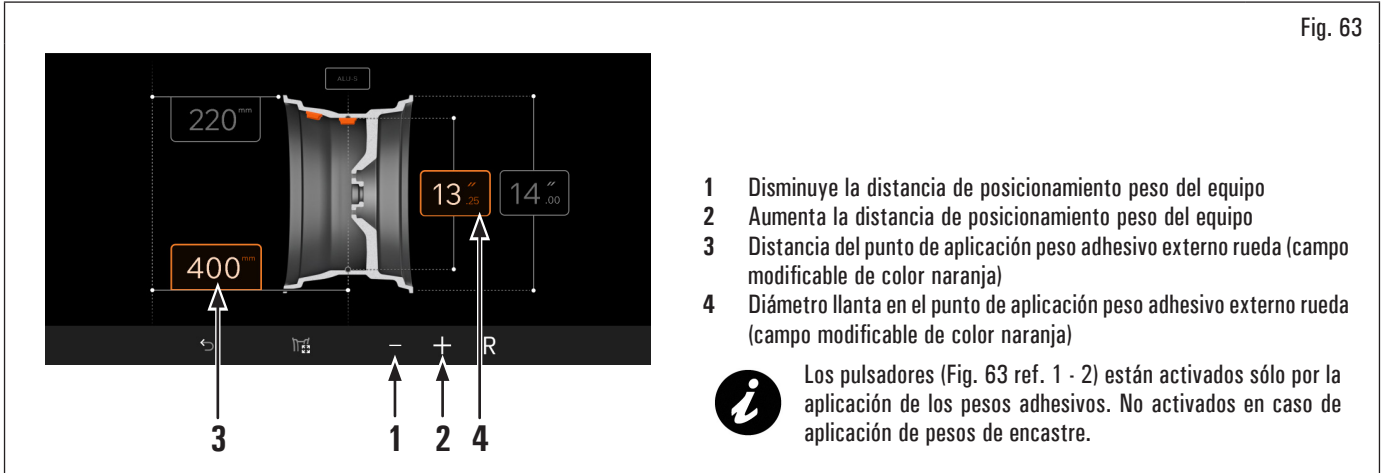 Fig. 63
ALU-S
220 mm
13″ .25
14″ .00
400 mm
− + R
3 1 2 4
1 Disminuye la distancia de posicionamiento peso del equipo
2 Aumenta la distancia de posicionamiento peso del equipo
3 Distancia del punto de aplicación peso adhesivo externo rueda (campo
modificable de color naranja)
4 Diámetro llanta en el punto de aplicación peso adhesivo externo rueda
(campo modificable de color naranja)
i
Los pulsadores (Fig. 63 ref. 1 - 2) están activados sólo por la
aplicación de los pesos adhesivos. No activados en caso de
aplicación de pesos de encastre.